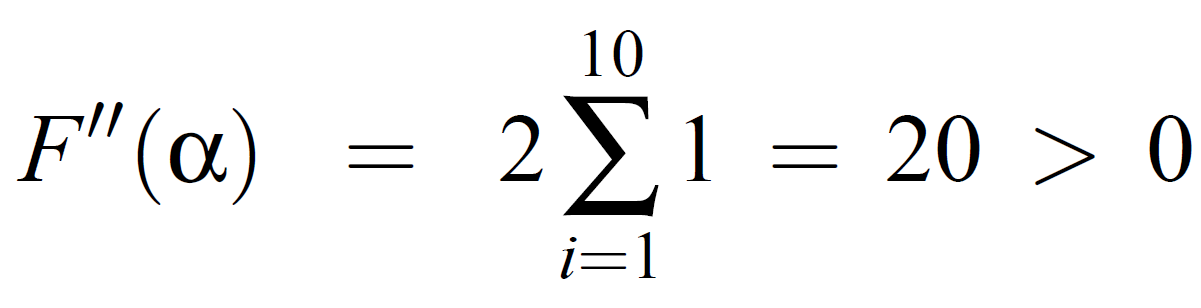 F″(α) = 2 ∑_{i=1}^{10} 1 = 20 > 0